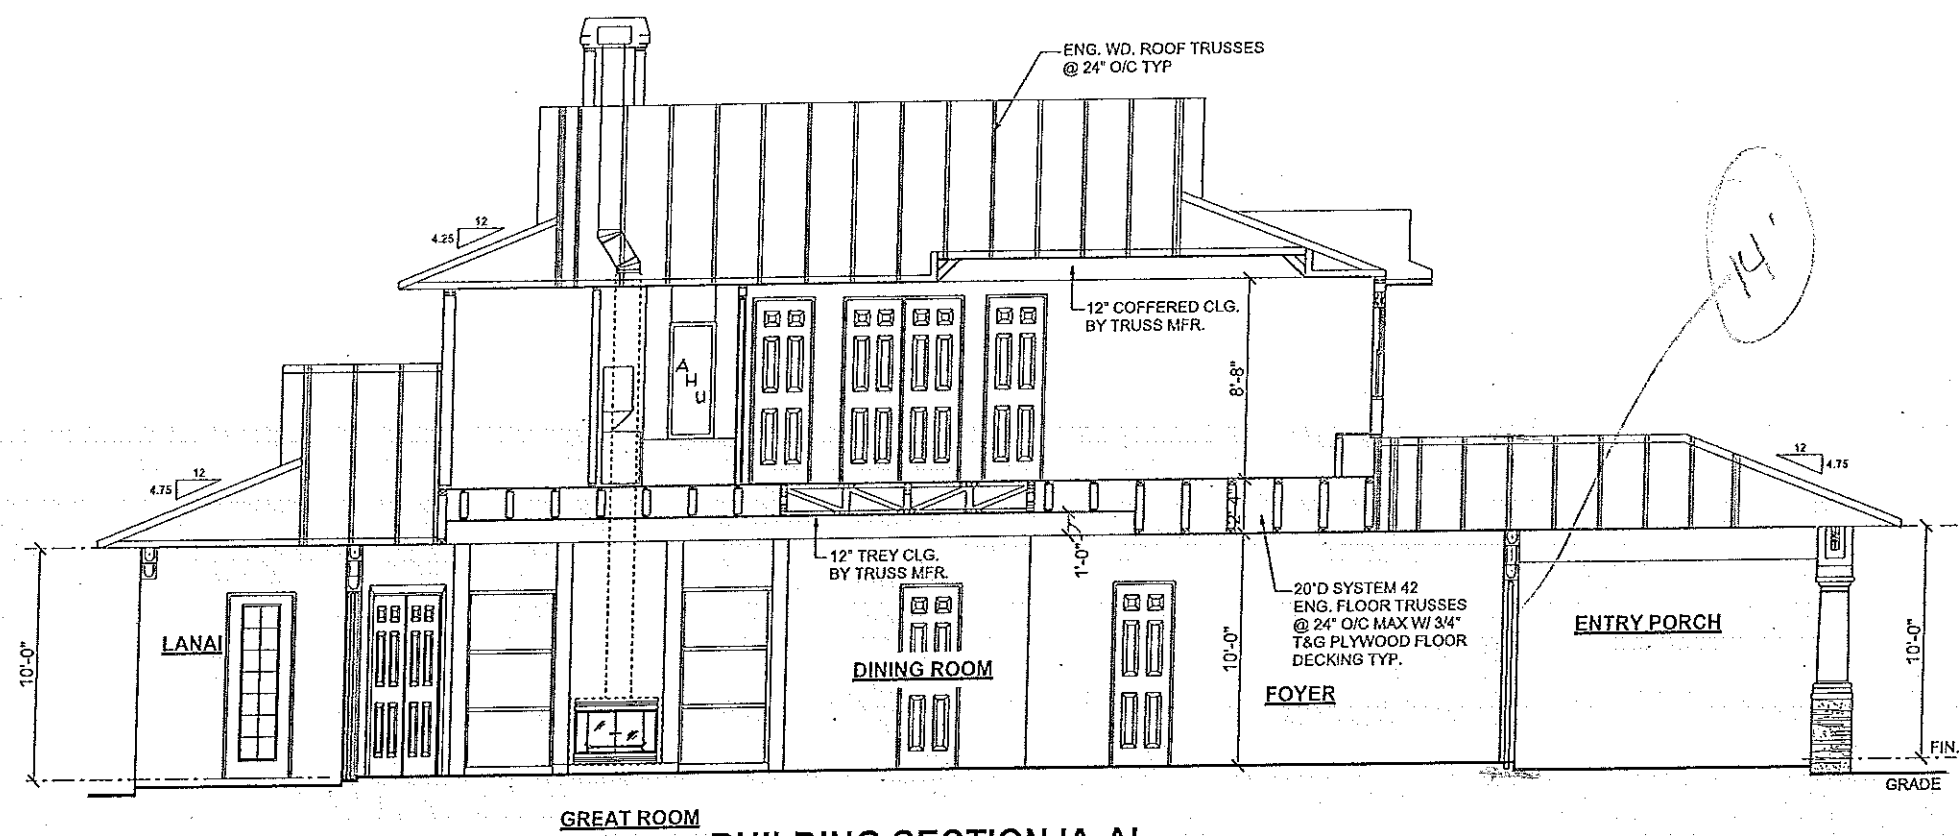 ENG. WD. ROOF TRUSSES
@ 24" O/C TYP
12
4.25
14'
12" COFFERED CLG.
BY TRUSS MFR.
AHU
8'-8"
12
4.75
12
4.75
12" TREY CLG.
BY TRUSS MFR.
1'-0"
20"D SYSTEM 42
ENG. FLOOR TRUSSES
@ 24" O/C MAX W/ 3/4"
T&G PLYWOOD FLOOR
DECKING TYP.
10'-0"
LANAI
DINING ROOM
10'-0"
FOYER
ENTRY PORCH
10'-0"
FIN.
GRADE
GREAT ROOM
BUILDING SECTION 'A-A'